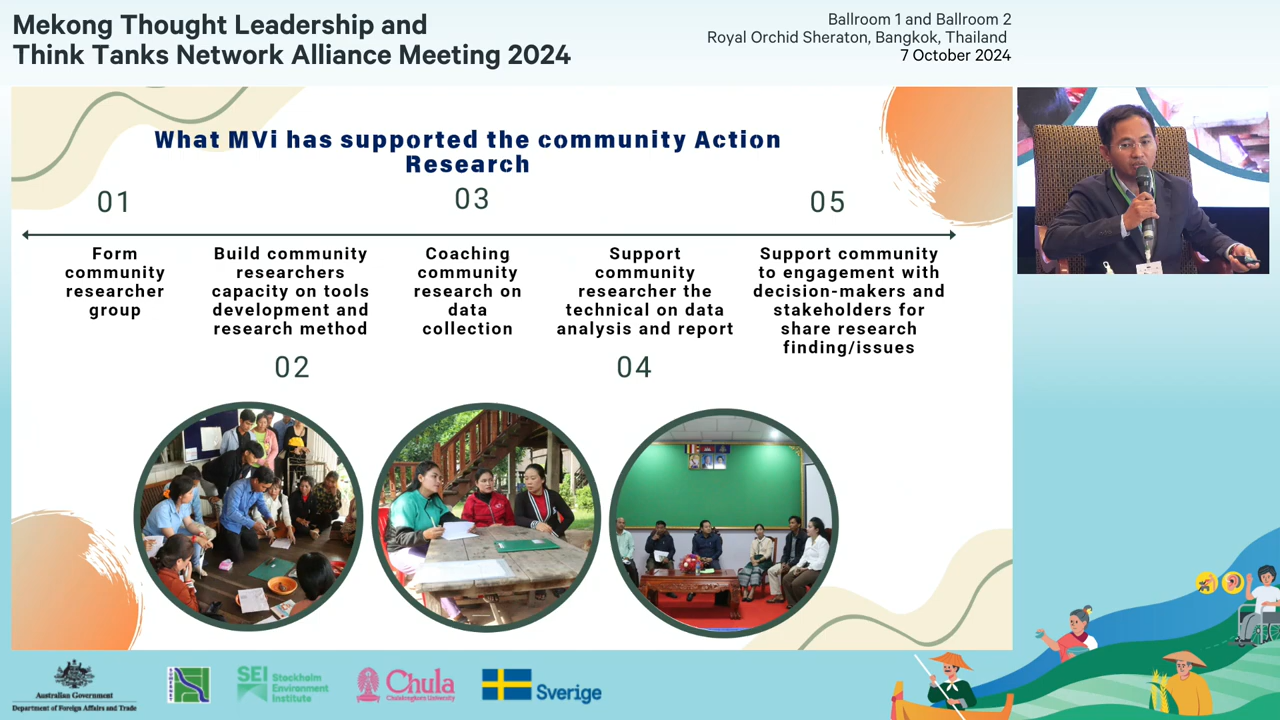 Mekong Thought Leadership and
Think Tanks Network Alliance Meeting 2024
Ballroom 1 and Ballroom 2
Royal Orchid Sheraton, Bangkok, Thailand
7 October 2024
What MVi has supported the community Action
Research
01
03
05
Form
community
researcher
group
Build community
researchers
capacity on tools
development and
research method
Coaching
community
research on
data
collection
Support
community
researcher the
technical on data
analysis and report
Support community
to engagement with
decision-makers and
stakeholders for
share research
finding/issues
02
04
Australian Government
Department of Foreign Affairs and Trade
SEI Stockholm
Environment
Institute
Chula
Chulalongkorn University
Sverige